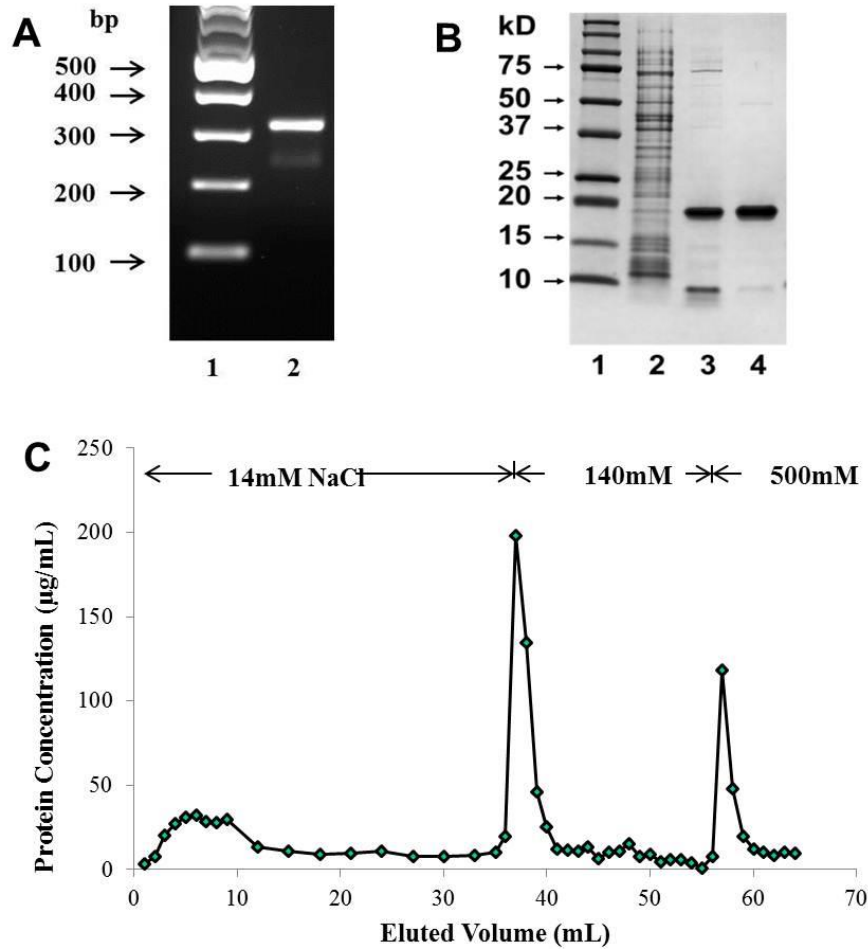 A
bp
500
400
300
200
100
1 2
B
kD
75
50
37
25
20
15
10
1 2 3 4
C
14mM NaCl 140mM 500mM
250
200
150
100
50
0
Protein Concentration (µg/mL)
0 10 20 30 40 50 60 70
Eluted Volume (mL)